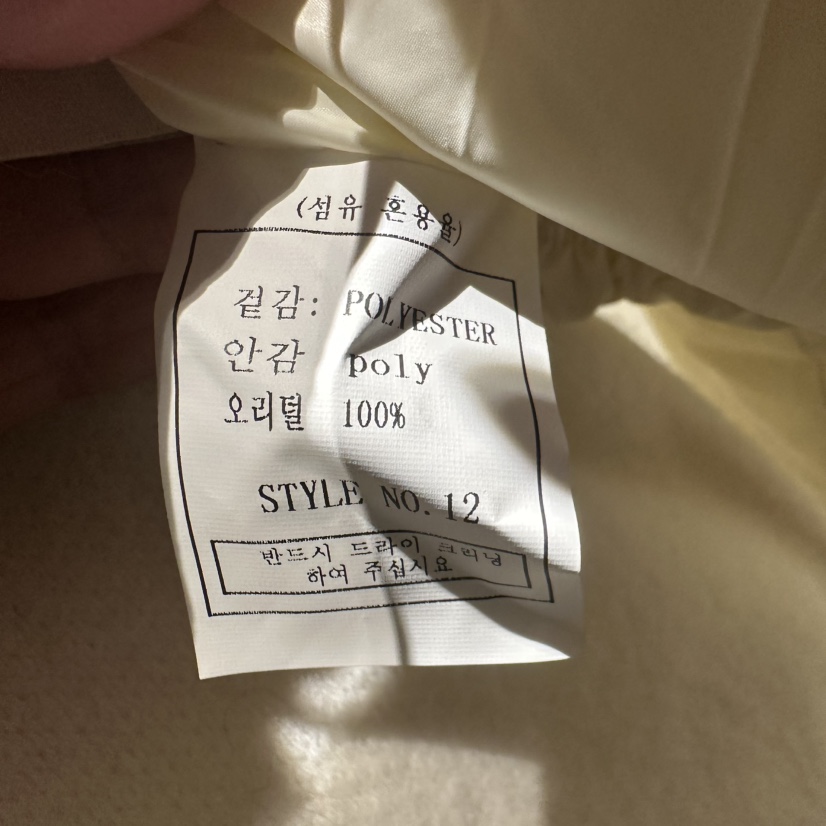 (섬유 혼용율)
겉감: POLYESTER
안감 poly
오리털 100%
STYLE NO. 12
반드시 드라이 크리닝
하여 주십시요